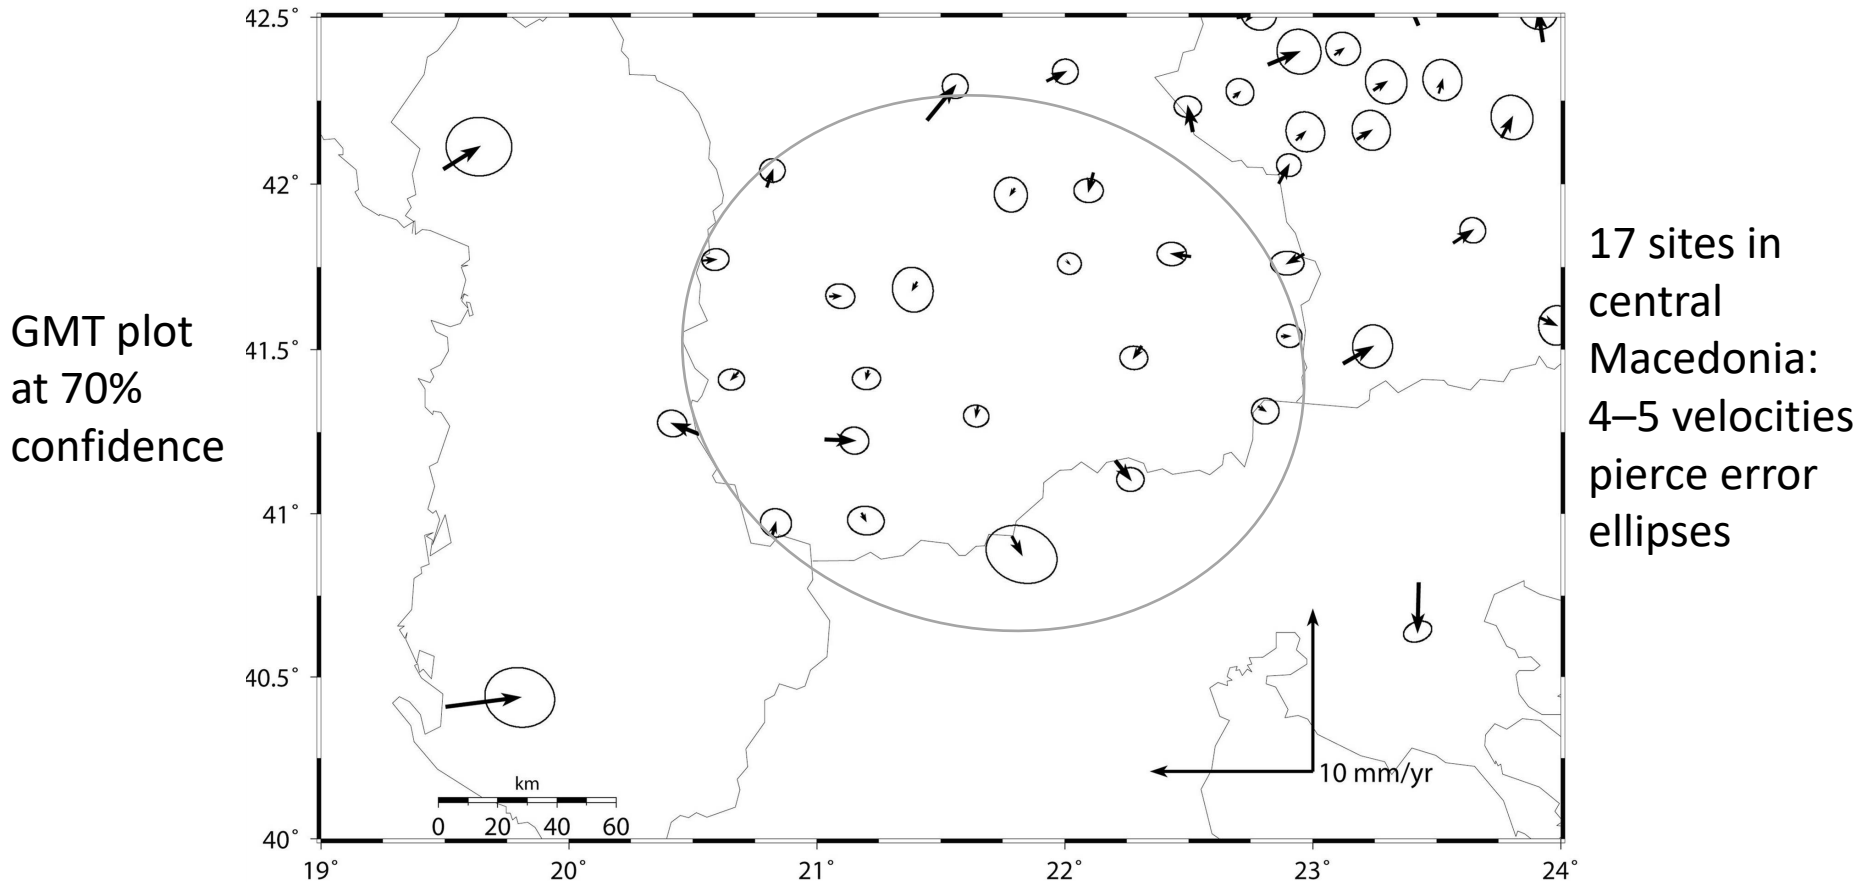 GMT plot
at 70%
confidence
42.5˚
42˚
41.5˚
41˚
40.5˚
40˚
19˚
20˚
21˚
22˚
23˚
24˚
km
0 20 40 60
10 mm/yr
17 sites in
central
Macedonia:
4–5 velocities
pierce error
ellipses